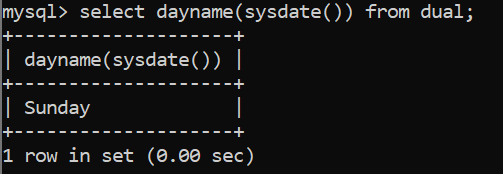 mysql> select dayname(sysdate()) from dual;
+--------------------+
| dayname(sysdate()) |
+--------------------+
| Sunday             |
+--------------------+
1 row in set (0.00 sec)